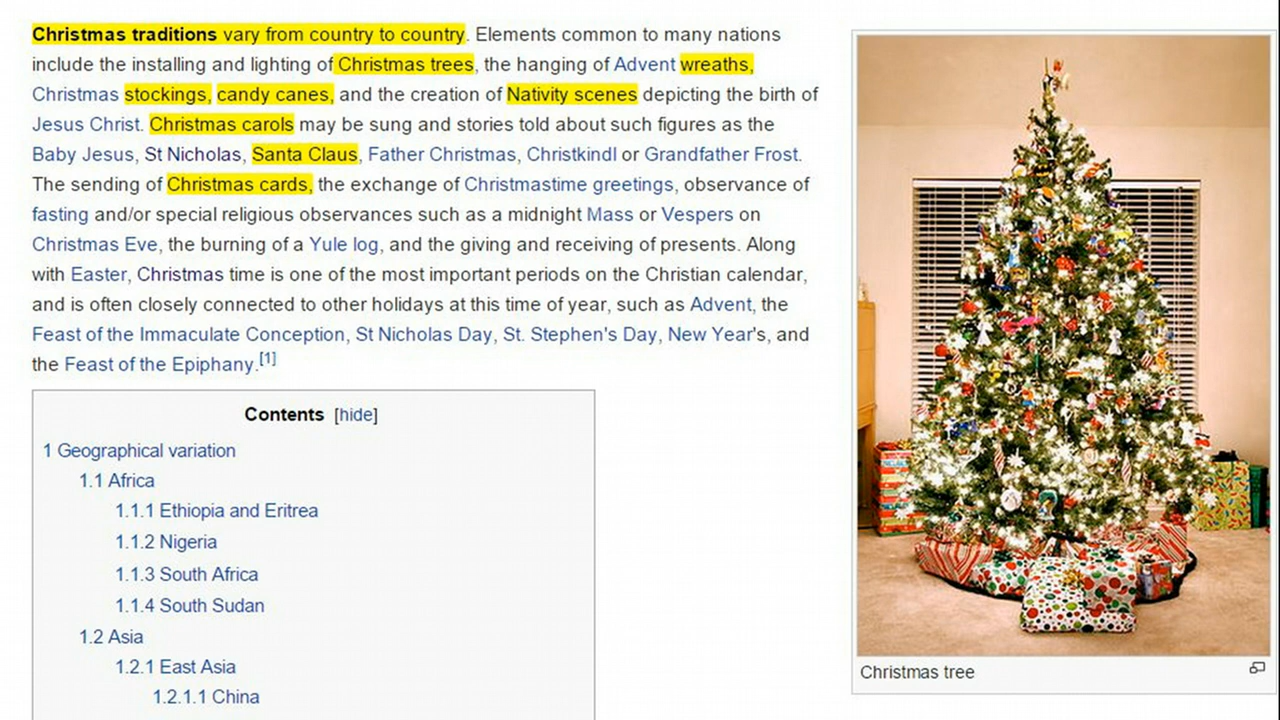 Christmas traditions vary from country to country. Elements common to many nations
include the installing and lighting of Christmas trees, the hanging of Advent wreaths,
Christmas stockings, candy canes, and the creation of Nativity scenes depicting the birth of
Jesus Christ. Christmas carols may be sung and stories told about such figures as the
Baby Jesus, St Nicholas, Santa Claus, Father Christmas, Christkindl or Grandfather Frost.
The sending of Christmas cards, the exchange of Christmastime greetings, observance of
fasting and/or special religious observances such as a midnight Mass or Vespers on
Christmas Eve, the burning of a Yule log, and the giving and receiving of presents. Along
with Easter, Christmas time is one of the most important periods on the Christian calendar,
and is often closely connected to other holidays at this time of year, such as Advent, the
Feast of the Immaculate Conception, St Nicholas Day, St. Stephen's Day, New Year's, and
the Feast of the Epiphany.[1]
Contents [hide]
1 Geographical variation
1.1 Africa
1.1.1 Ethiopia and Eritrea
1.1.2 Nigeria
1.1.3 South Africa
1.1.4 South Sudan
1.2 Asia
1.2.1 East Asia
1.2.1.1 China
Christmas tree